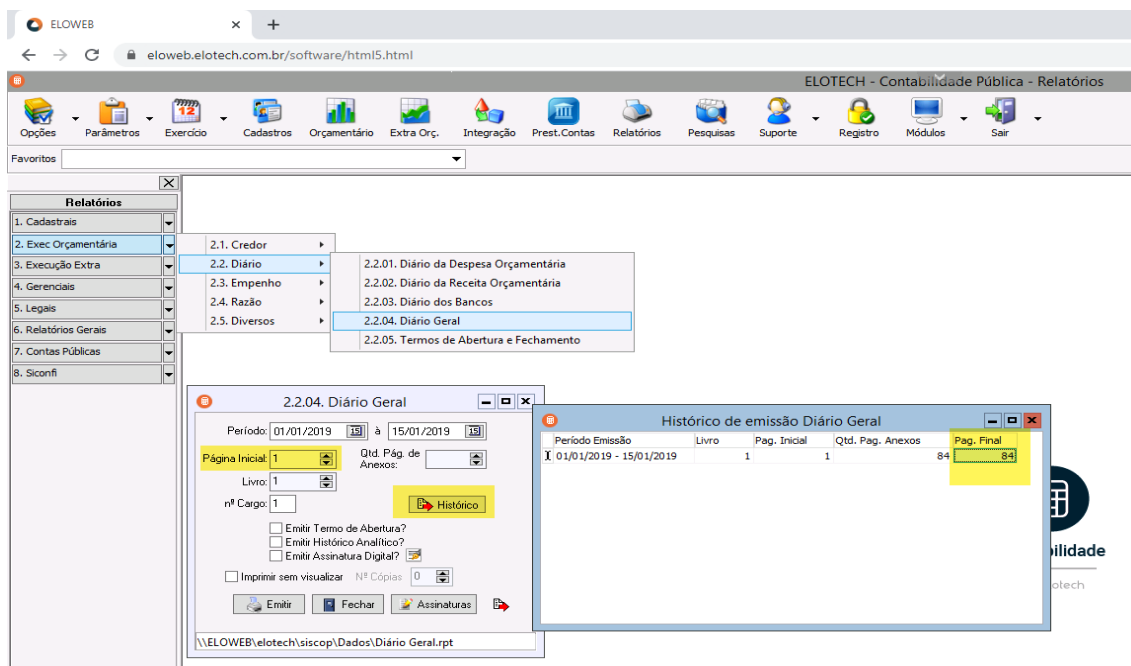 ELOWEB
eloweb.elotech.com.br/software/html5.html
ELOTECH - Contabilidade Pública - Relatórios
Opções Parâmetros Exercício Cadastros Orçamentário Extra Orç. Integração Prest.Contas Relatórios Pesquisas Suporte Registro Módulos Sair
Favoritos
Relatórios
1. Cadastrais
2. Exec Orçamentária
3. Execução Extra
4. Gerenciais
5. Legais
6. Relatórios Gerais
7. Contas Públicas
8. Siconfi
2.1. Credor
2.2. Diário
2.3. Empenho
2.4. Razão
2.5. Diversos
2.2.01. Diário da Despesa Orçamentária
2.2.02. Diário da Receita Orçamentária
2.2.03. Diário dos Bancos
2.2.04. Diário Geral
2.2.05. Termos de Abertura e Fechamento
2.2.04. Diário Geral
Período: 01/01/2019 15 à 15/01/2019 15
Página Inicial: 1 Qtd. Pág. de Anexos:
Livro: 1
nº Cargo: 1 Histórico
Emitir Termo de Abertura?
Emitir Histórico Analítico?
Emitir Assinatura Digital?
Imprimir sem visualizar Nº Cópias 0
Emitir Fechar Assinaturas
\\ELOWEB\elotech\siscop\Dados\Diário Geral.rpt
Histórico de emissão Diário Geral
Período Emissão Livro Pag. Inicial Qtd. Pag. Anexos Pag. Final
01/01/2019 - 15/01/2019 1 1 84 84
bilidade
otech